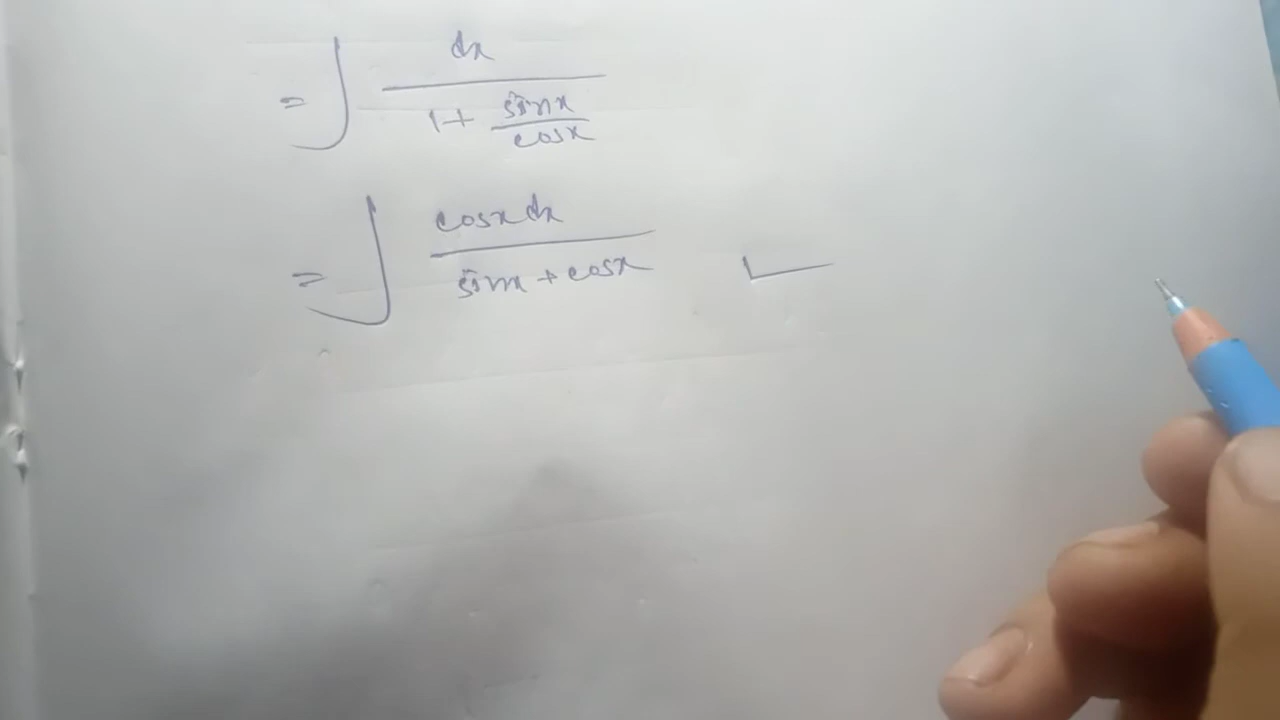 = ∫ dx / (1 + sinx/cosx)
= ∫ cosx dx / (sinx + cosx)